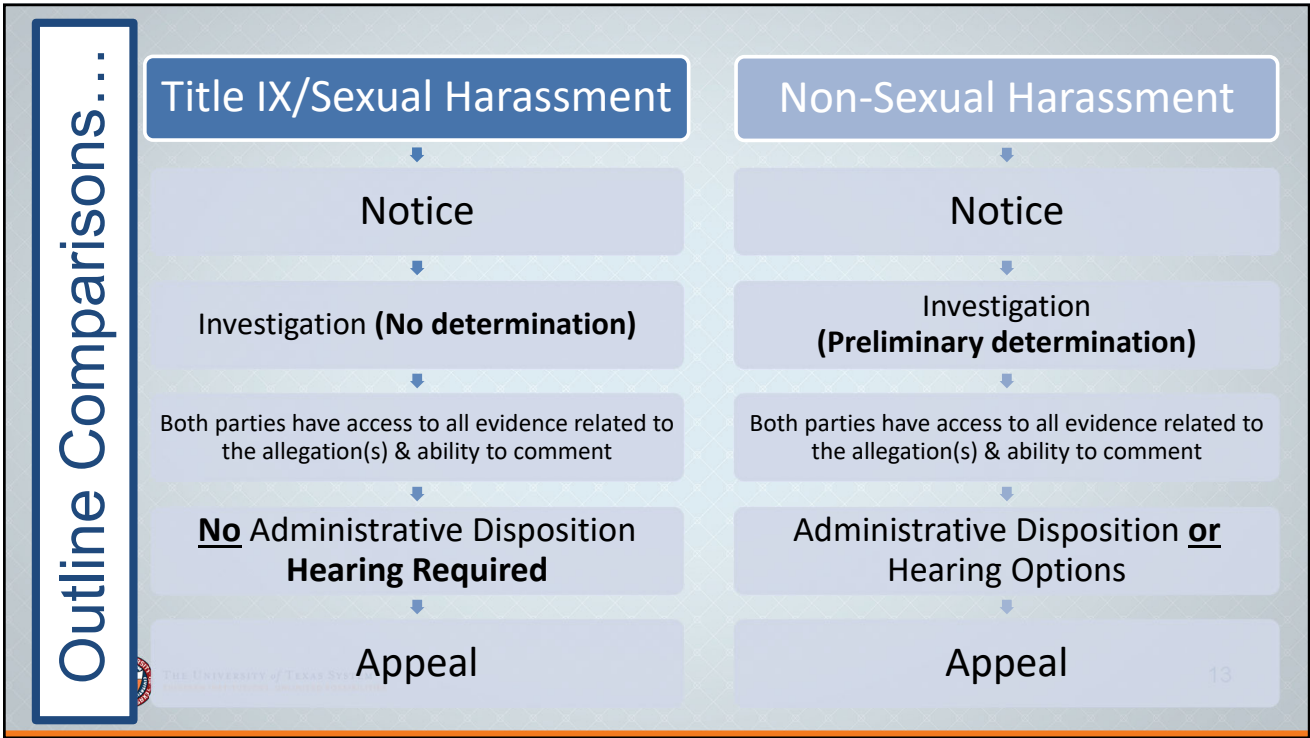 Outline Comparisons...
Title IX/Sexual Harassment
Notice
Investigation (No determination)
Both parties have access to all evidence related to
the allegation(s) & ability to comment
No Administrative Disposition
Hearing Required
Appeal
Non-Sexual Harassment
Notice
Investigation
(Preliminary determination)
Both parties have access to all evidence related to
the allegation(s) & ability to comment
Administrative Disposition or
Hearing Options
Appeal
THE UNIVERSITY of TEXAS SYSTEM
13